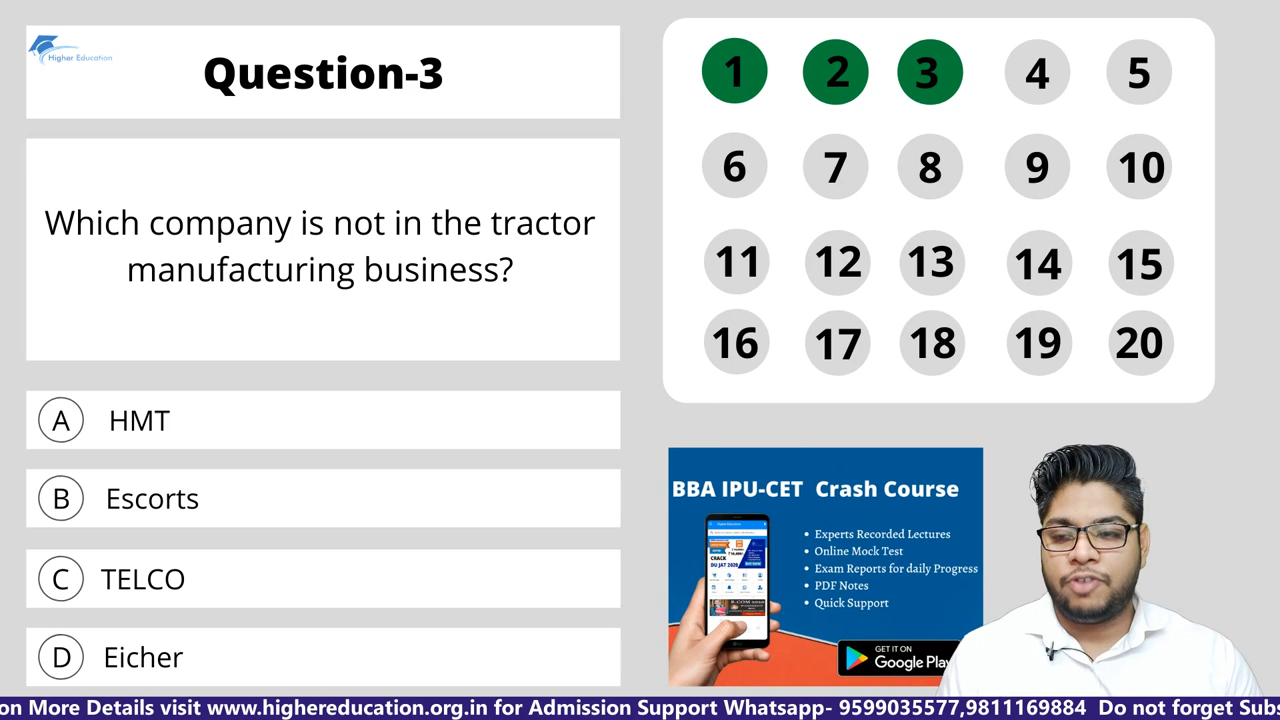 Higher Education
Question-3
Which company is not in the tractor
manufacturing business?
A HMT
B Escorts
C TELCO
D Eicher
1 2 3 4 5
6 7 8 9 10
11 12 13 14 15
16 17 18 19 20
BBA IPU-CET Crash Course
Experts Recorded Lectures
Online Mock Test
Exam Reports for daily Progress
PDF Notes
Quick Support
CRACK
DU JAT 2020
GET IT ON
Google Play
on More Details visit www.highereducation.org.in for Admission Support Whatsapp- 9599035577,9811169884 Do not forget Subs